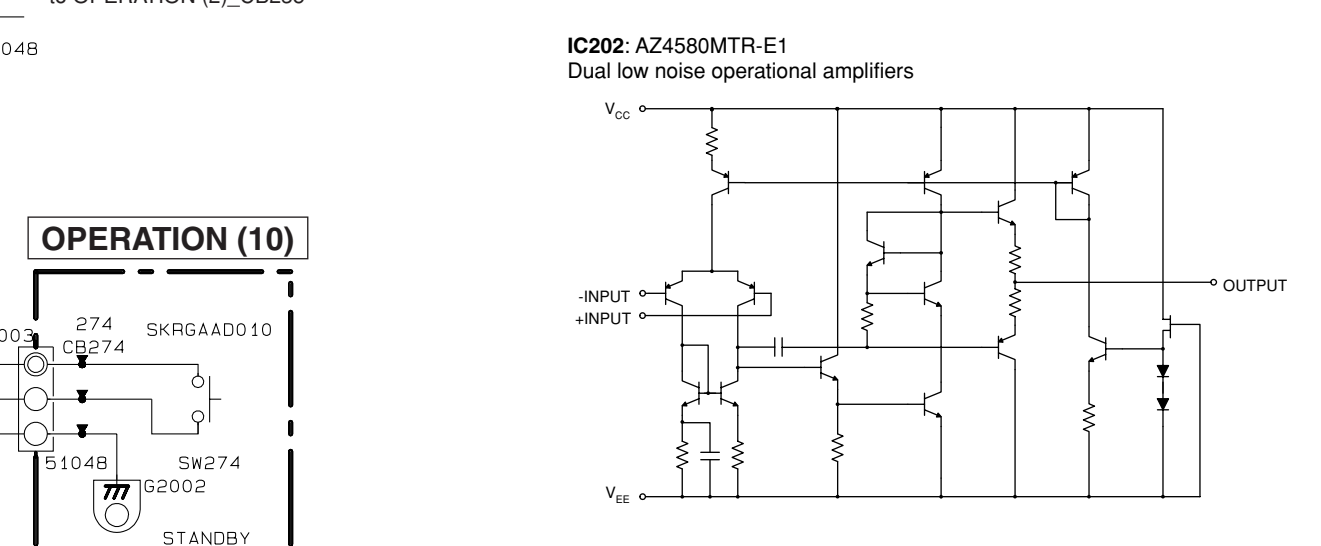 to OPERATION (2)_CB
048
IC202: AZ4580MTR-E1
Dual low noise operational amplifiers
VCC
OPERATION (10)
-INPUT
+INPUT
OUTPUT
003
274
CB274
SKRGAAD010
51048
SW274
G2002
VEE
STANDBY